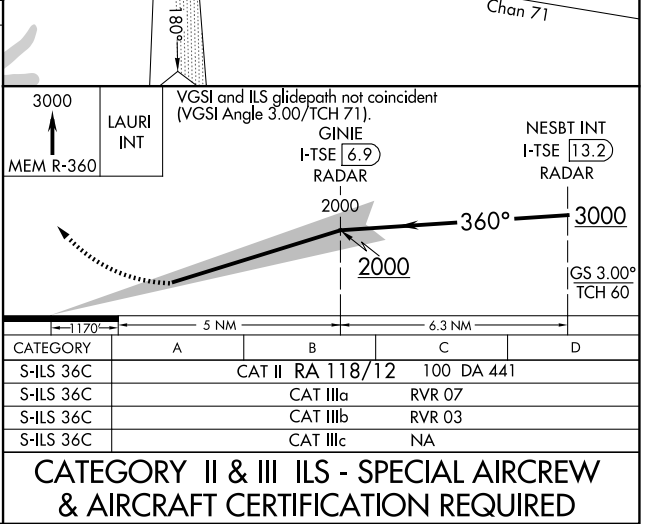 Chan 71
180°
3000
MEM R-360
LAURI
INT
VGSI and ILS glidepath not coincident
(VGSI Angle 3.00/TCH 71).
GINIE
I-TSE 6.9
RADAR
NESBT INT
I-TSE 13.2
RADAR
2000
360°
3000
2000
GS 3.00°
TCH 60
1170'
5 NM
6.3 NM
CATEGORY A B C D
S-ILS 36C CAT II RA 118/12 100 DA 441
S-ILS 36C CAT IIIa RVR 07
S-ILS 36C CAT IIIb RVR 03
S-ILS 36C CAT IIIc NA
CATEGORY II & III ILS - SPECIAL AIRCREW
& AIRCRAFT CERTIFICATION REQUIRED